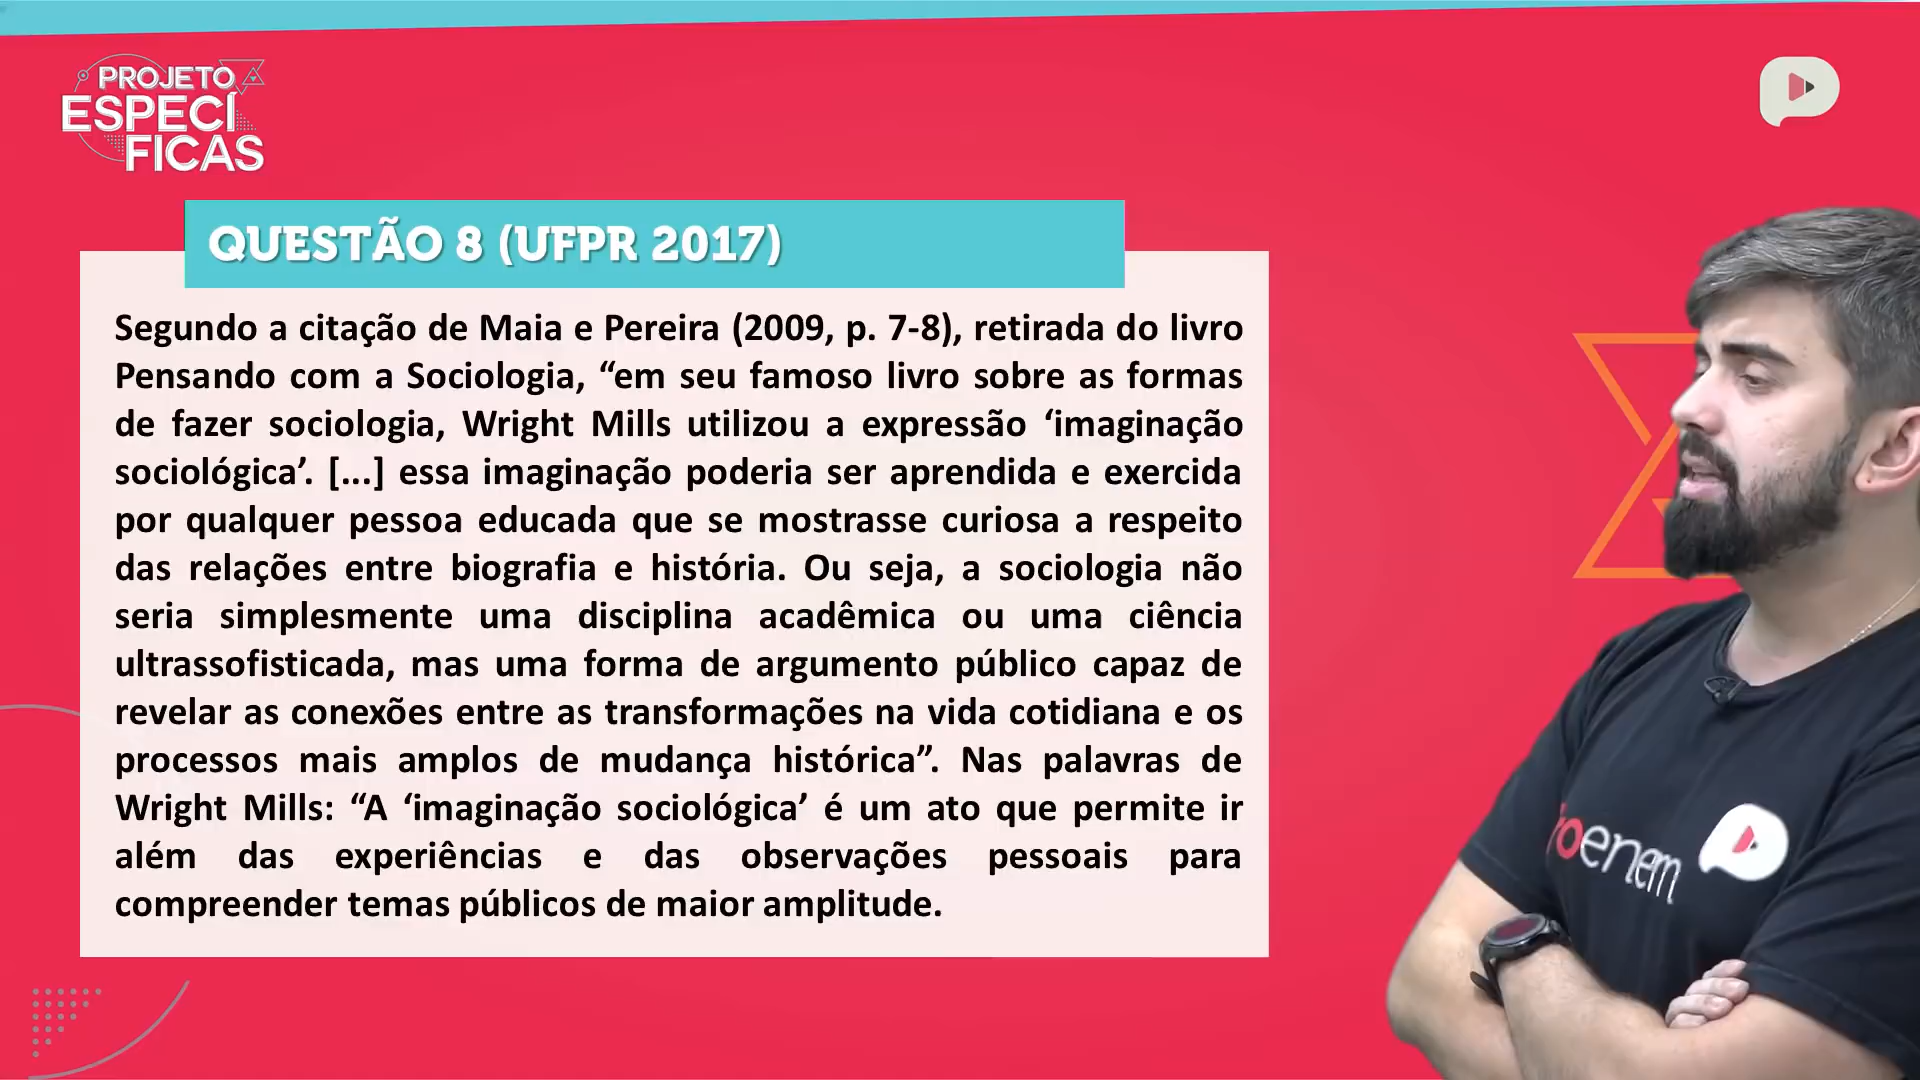 PROJETO
ESPECÍ
FICAS
QUESTÃO 8 (UFPR 2017)
Segundo a citação de Maia e Pereira (2009, p. 7-8), retirada do livro
Pensando com a Sociologia, “em seu famoso livro sobre as formas
de fazer sociologia, Wright Mills utilizou a expressão ‘imaginação
sociológica’. [...] essa imaginação poderia ser aprendida e exercida
por qualquer pessoa educada que se mostrasse curiosa a respeito
das relações entre biografia e história. Ou seja, a sociologia não
seria simplesmente uma disciplina acadêmica ou uma ciência
ultrassofisticada, mas uma forma de argumento público capaz de
revelar as conexões entre as transformações na vida cotidiana e os
processos mais amplos de mudança histórica”. Nas palavras de
Wright Mills: “A ‘imaginação sociológica’ é um ato que permite ir
além das experiências e das observações pessoais para
compreender temas públicos de maior amplitude.
roenem